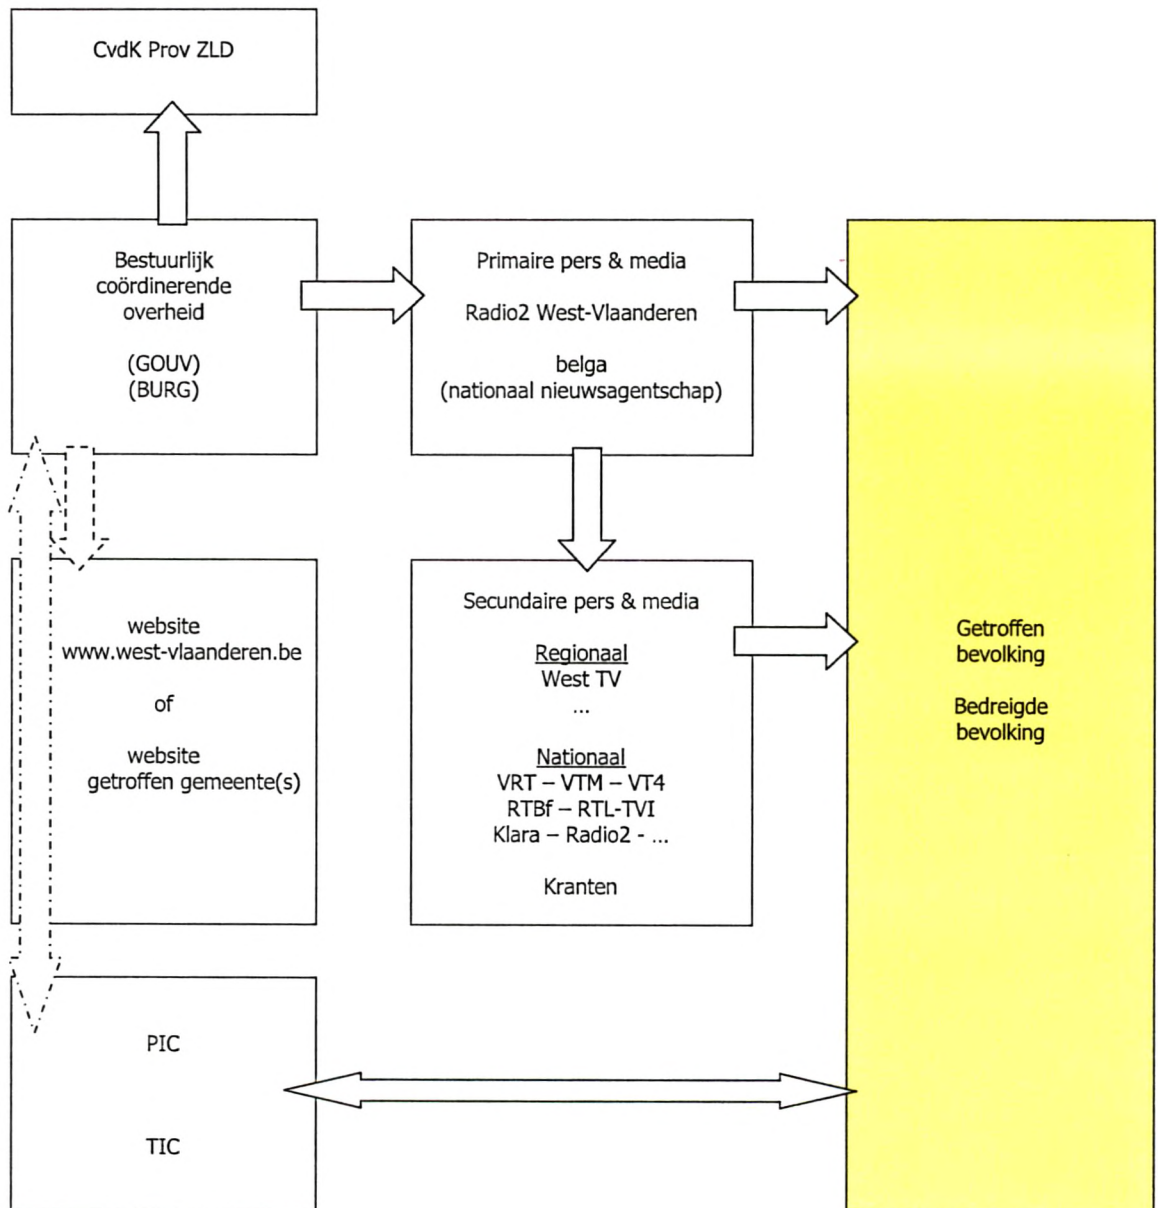 CvdK Prov ZLD
Bestuurlijk
coördinerende
overheid
(GOUV)
(BURG)
Primaire pers & media
Radio2 West-Vlaanderen
belga
(nationaal nieuwsagentschap)
website
www.west-vlaanderen.be
of
website
getroffen gemeente(s)
Secundaire pers & media
Regionaal
West TV
...
Nationaal
VRT – VTM – VT4
RTBf – RTL-TVI
Klara – Radio2 - ...
Kranten
Getroffen
bevolking
Bedreigde
bevolking
PIC
TIC